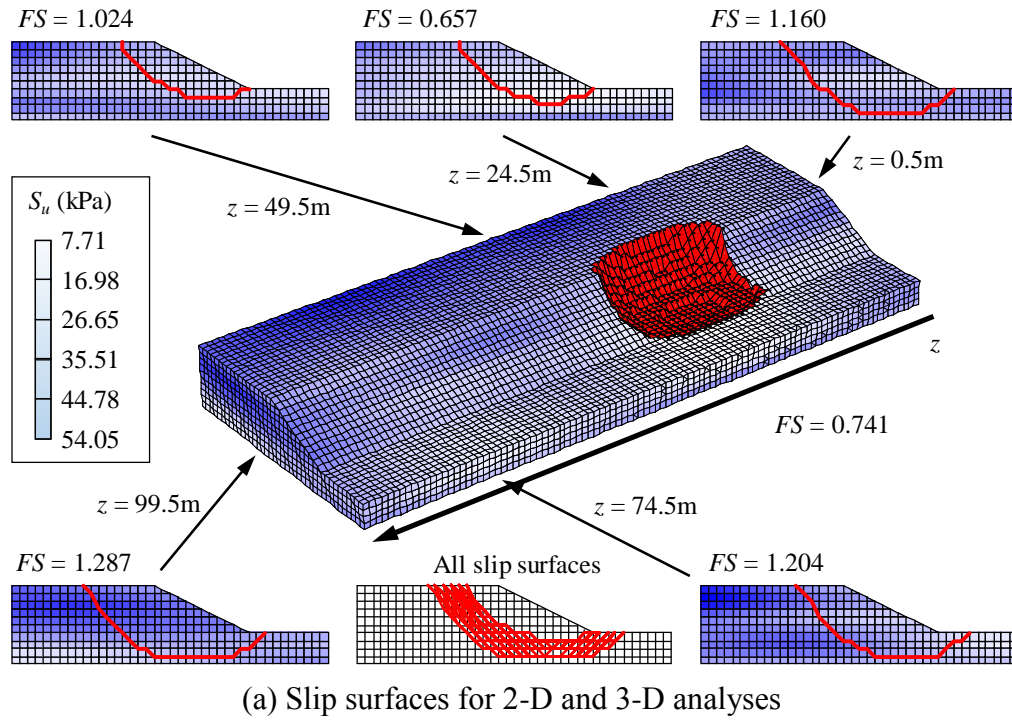 FS = 1.024
FS = 0.657
FS = 1.160
z = 49.5m
z = 24.5m
z = 0.5m
S_u (kPa)
7.71
16.98
26.65
35.51
44.78
54.05
z
FS = 0.741
z = 99.5m
z = 74.5m
FS = 1.287
All slip surfaces
FS = 1.204
(a) Slip surfaces for 2-D and 3-D analyses